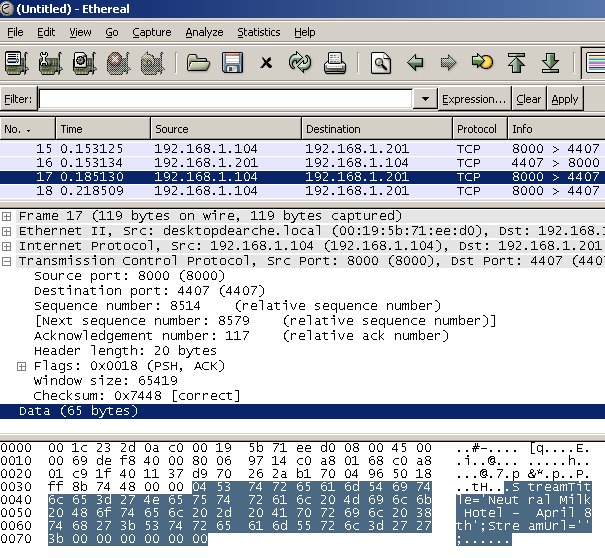 (Untitled) - Ethereal
File Edit View Go Capture Analyze Statistics Help
Filter: Expression... Clear Apply
No. Time Source Destination Protocol Info
15 0.153125 192.168.1.104 192.168.1.201 TCP 8000 > 4407
16 0.153134 192.168.1.201 192.168.1.104 TCP 4407 > 8000
17 0.185130 192.168.1.104 192.168.1.201 TCP 8000 > 4407
18 0.218509 192.168.1.104 192.168.1.201 TCP 8000 > 4407
Frame 17 (119 bytes on wire, 119 bytes captured)
Ethernet II, Src: desktopdearche.local (00:19:5b:71:ee:d0), Dst: 192.168.1
Internet Protocol, Src: 192.168.1.104 (192.168.1.104), Dst: 192.168.1.201
Transmission Control Protocol, Src Port: 8000 (8000), Dst Port: 4407 (440
Source port: 8000 (8000)
Destination port: 4407 (4407)
Sequence number: 8514 (relative sequence number)
[Next sequence number: 8579 (relative sequence number)]
Acknowledgement number: 117 (relative ack number)
Header length: 20 bytes
Flags: 0x0018 (PSH, ACK)
Window size: 65419
Checksum: 0x7448 [correct]
Data (65 bytes)
0000 00 1c 23 2d 0a c0 00 19 5b 71 ee d0 08 00 45 00 ..#-.... [q....E.
0010 00 69 de f8 40 00 80 06 97 14 c0 a8 01 68 c0 a8 .i..@... .....h..
0020 01 c9 1f 40 11 37 d9 70 26 2a ab b1 70 04 96 50 18 ...@.7.p &*.p..P.
0030 ff 8b 74 48 00 00 04 53 74 72 65 61 6d 54 69 74 ..tH...S treamTit
0040 6c 65 3d 27 4e 65 75 74 72 61 6c 20 4d 69 6c 6b le='Neut ral Milk
0050 20 48 6f 74 65 6c 20 2d 20 41 70 72 69 6c 20 38 Hotel - April 8
0060 74 68 27 3b 53 74 72 65 61 6d 55 72 6c 3d 27 27 th';Stre amUrl=''
0070 3b 00 00 00 00 00 00 ;......